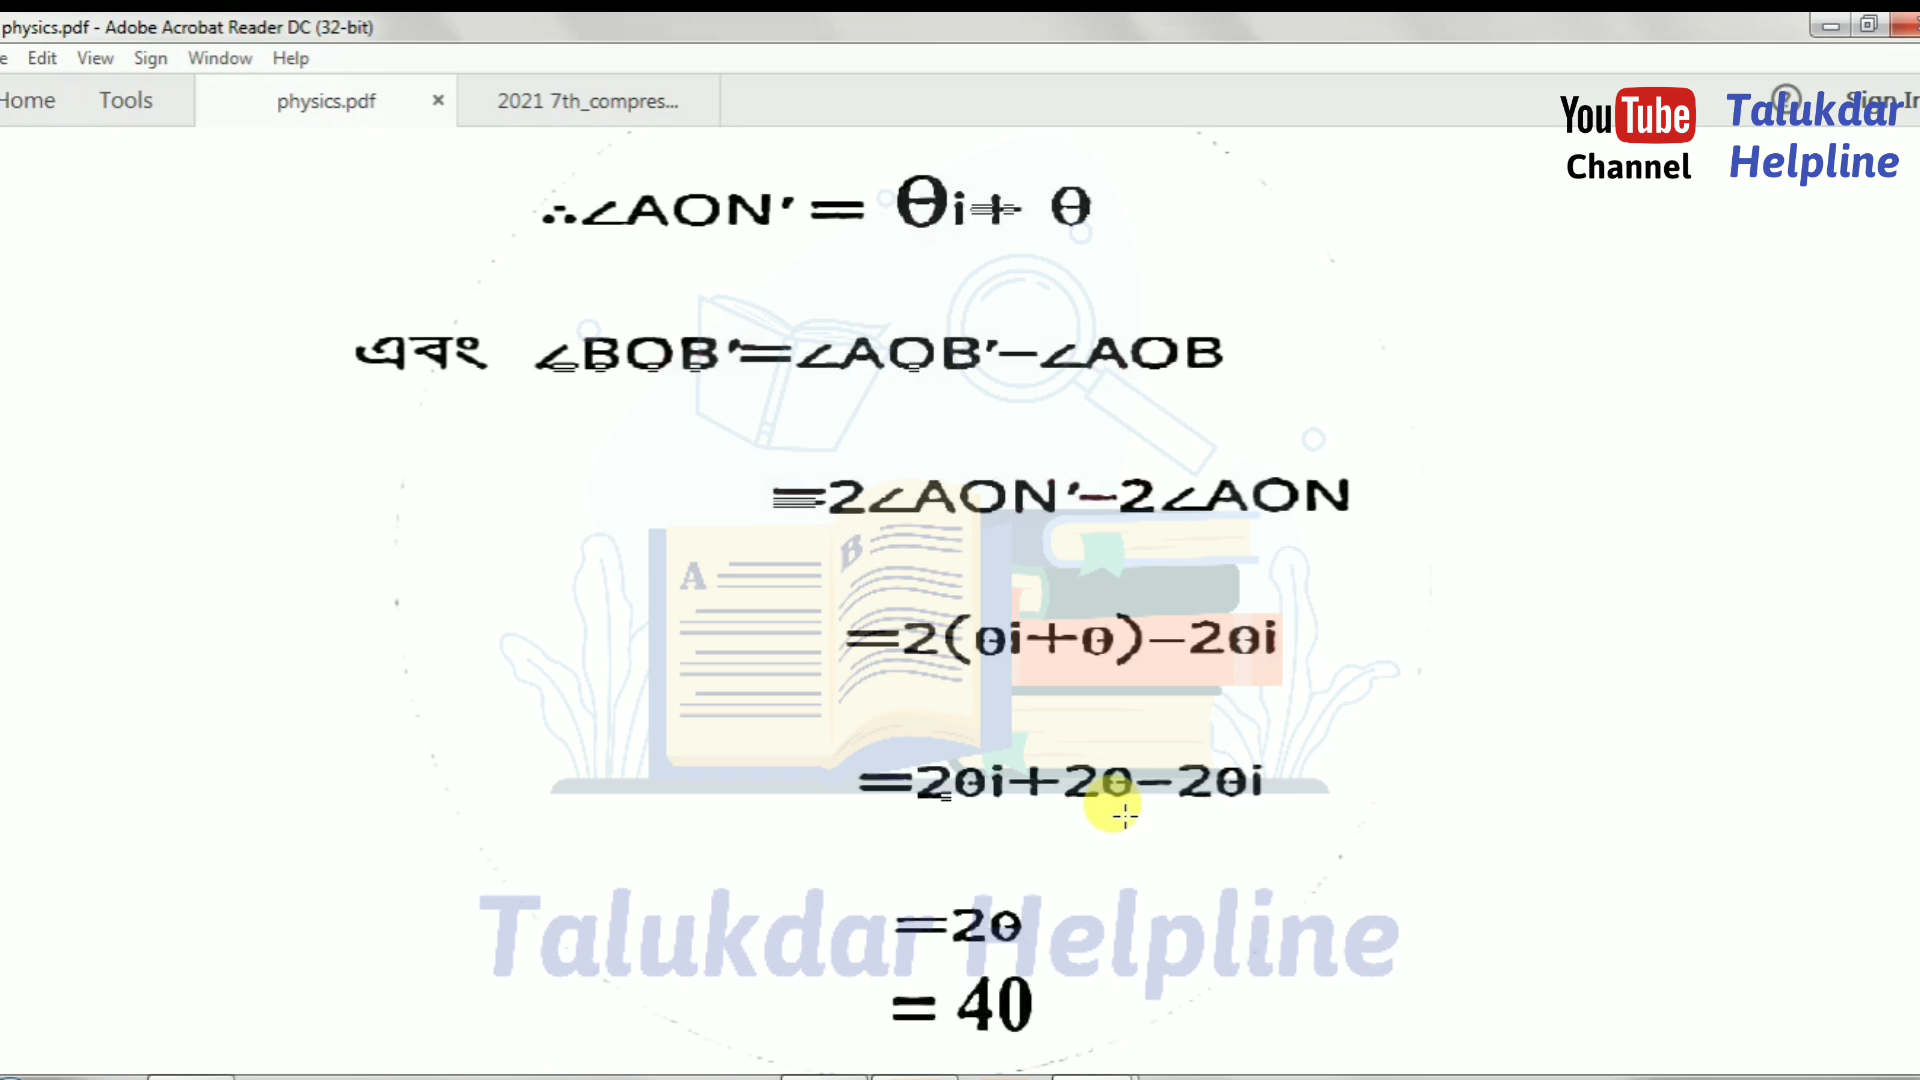 physics.pdf - Adobe Acrobat Reader DC (32-bit)
e Edit View Sign Window Help
Home Tools physics.pdf × 2021 7th_compres... ? Sign In
YouTube Channel
Talukdar Helpline
∴∠AON′= θi+ θ
এবং ∠BOB′=∠AOB′−∠AOB
=2∠AON′−2∠AON
A B
=2(θi+θ)−2θi
=2θi+2θ−2θi
Talukdar Helpline
=2θ
= 40